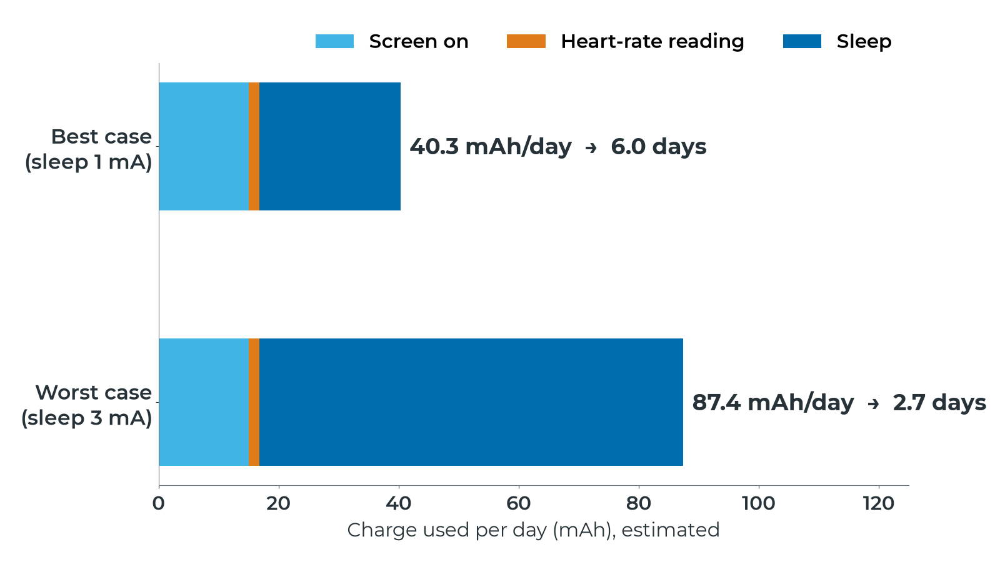 Screen on Heart-rate reading Sleep
Best case
(sleep 1 mA)
40.3 mAh/day → 6.0 days
Worst case
(sleep 3 mA)
87.4 mAh/day → 2.7 days
0 20 40 60 80 100 120
Charge used per day (mAh), estimated